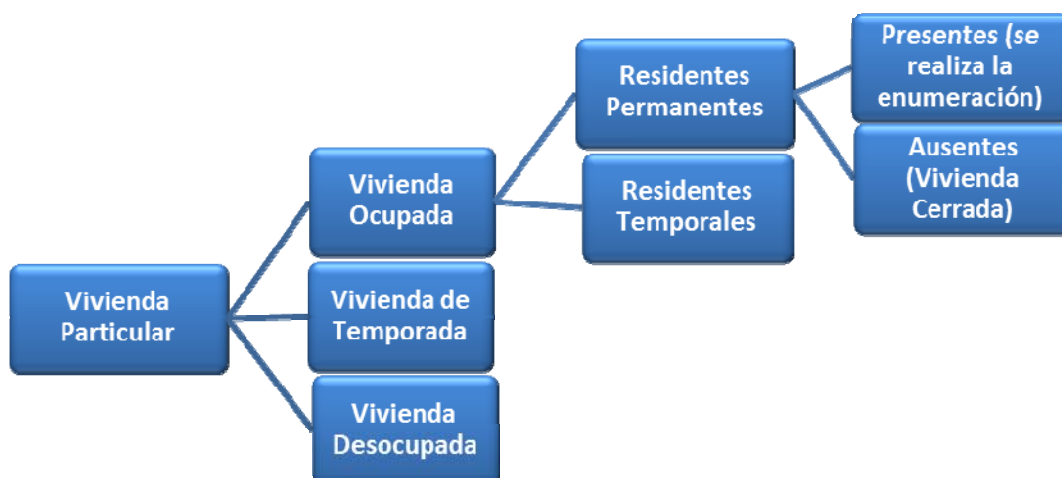 Vivienda
Particular
Vivienda
Ocupada
Vivienda de
Temporada
Vivienda
Desocupada
Residentes
Permanentes
Residentes
Temporales
Presentes (se
realiza la
enumeración)
Ausentes
(Vivienda
Cerrada)